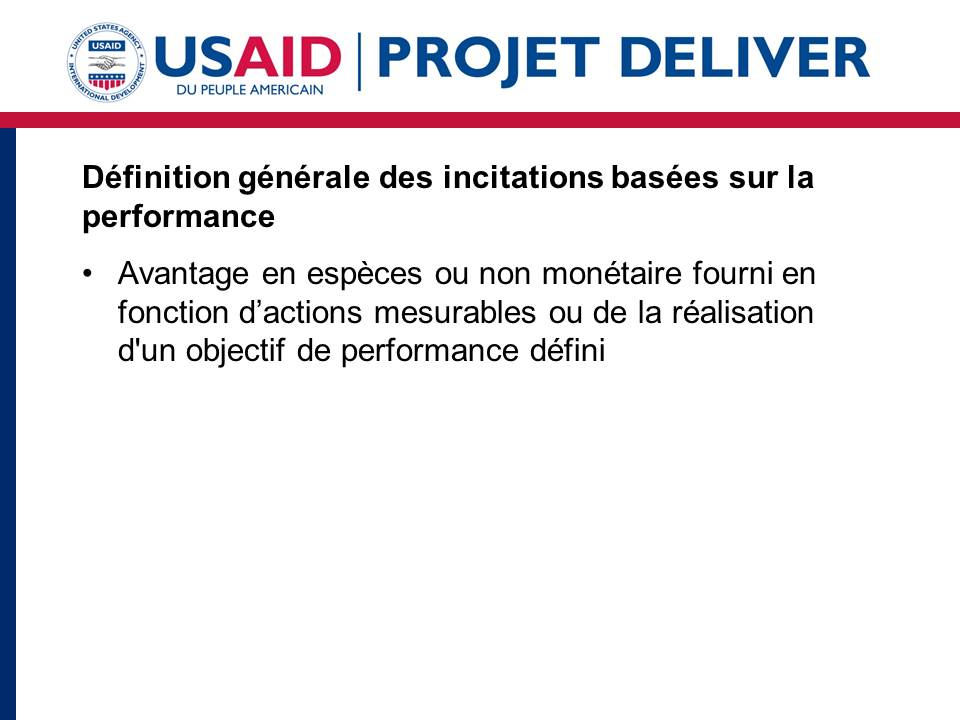 UNITED STATES AGENCY
USAID
INTERNATIONAL DEVELOPMENT
USAID
DU PEUPLE AMERICAIN
PROJET DELIVER
Définition générale des incitations basées sur la
performance
• Avantage en espèces ou non monétaire fourni en
fonction d’actions mesurables ou de la réalisation
d'un objectif de performance défini